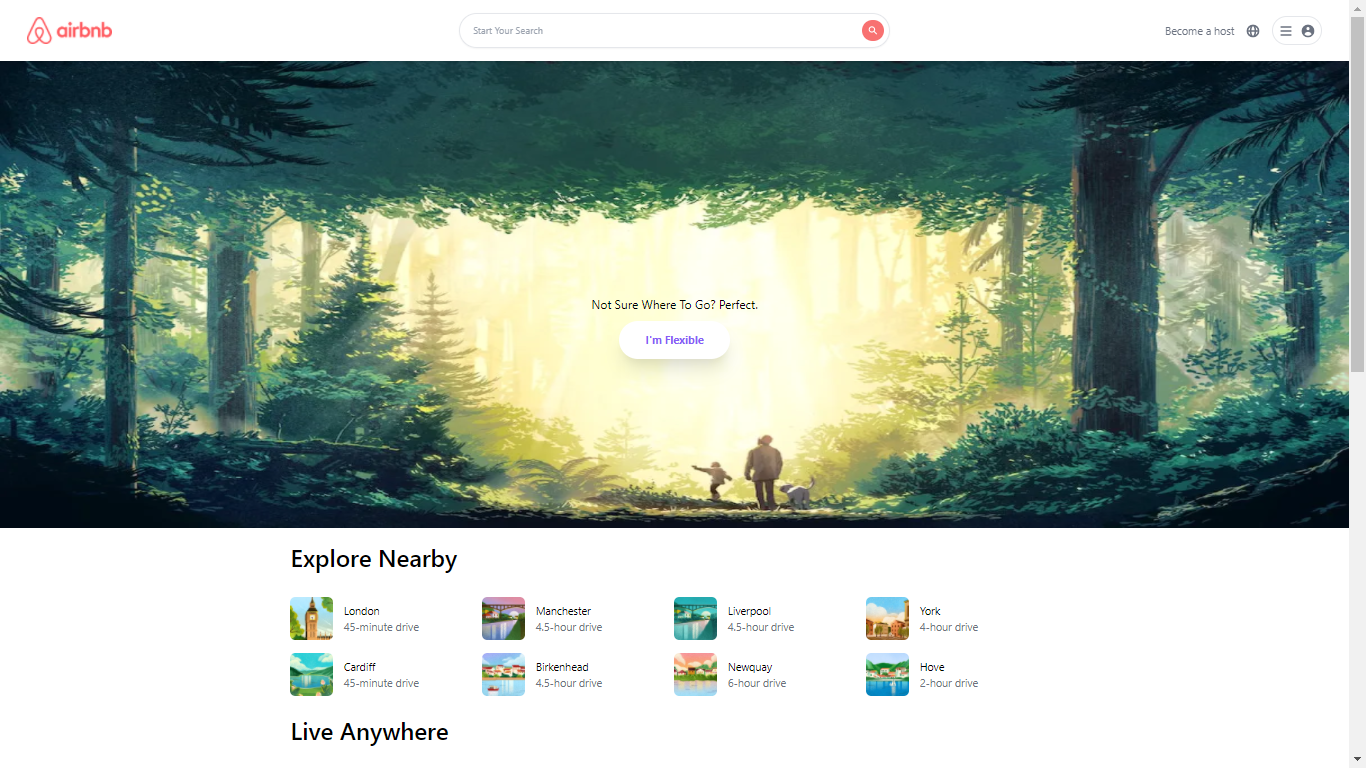 airbnb
Start Your Search
Become a host
Not Sure Where To Go? Perfect.
I'm Flexible
Explore Nearby
London
45-minute drive
Manchester
4.5-hour drive
Liverpool
4.5-hour drive
York
4-hour drive
Cardiff
45-minute drive
Birkenhead
4.5-hour drive
Newquay
6-hour drive
Hove
2-hour drive
Live Anywhere